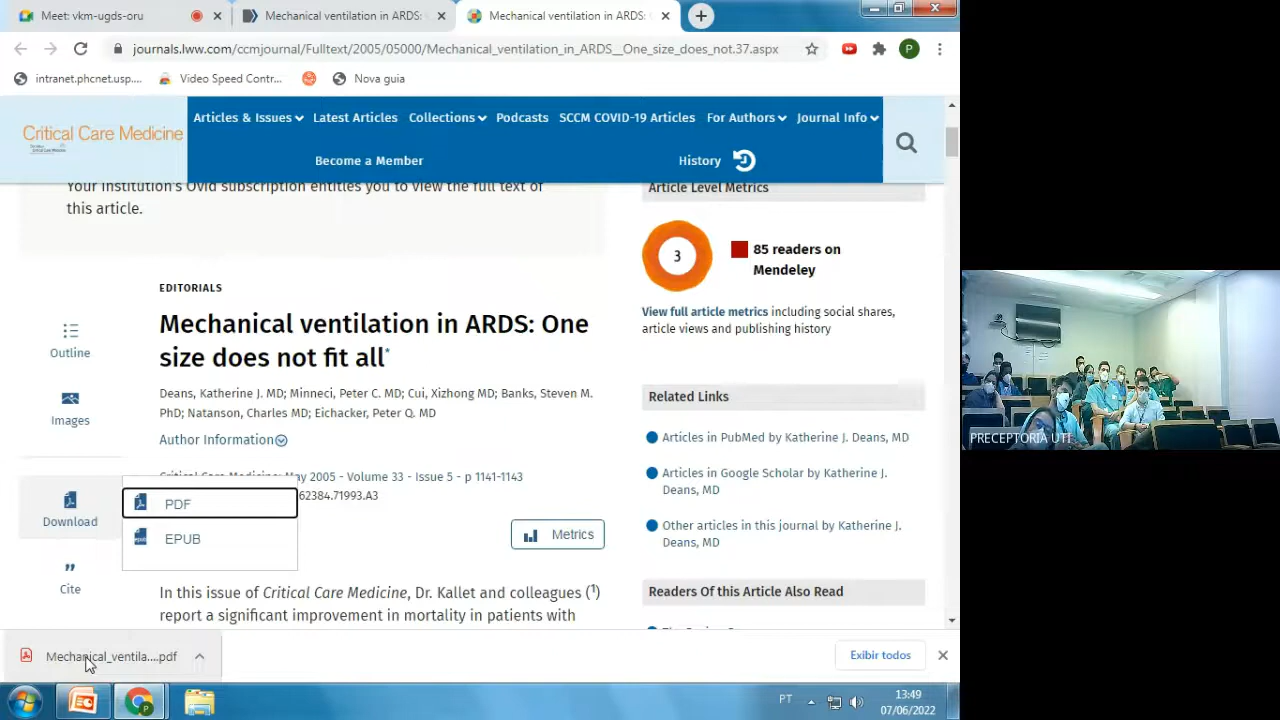 Meet: vkm-ugds-oru
Mechanical ventilation in ARDS:
Mechanical ventilation in ARDS:
journals.lww.com/ccmjournal/Fulltext/2005/05000/Mechanical_ventilation_in_ARDS__One_size_does_not.37.aspx
P
intranet.phcnet.usp....
Video Speed Contr...
Nova guia
Critical Care Medicine
Articles & Issues
Latest Articles
Collections
Podcasts
SCCM COVID-19 Articles
For Authors
Journal Info
Become a Member
History
Your Institution's Ovid subscription entitles you to view the full text of
this article.
Article Level Metrics
3
85 readers on
Mendeley
View full article metrics including social shares,
article views and publishing history
EDITORIALS
Mechanical ventilation in ARDS: One
size does not fit all*
Deans, Katherine J. MD; Minneci, Peter C. MD; Cui, Xizhong MD; Banks, Steven M.
PhD; Natanson, Charles MD; Eichacker, Peter Q. MD
Author Information
Critical Care Medicine: May 2005 - Volume 33 - Issue 5 - p 1141-1143
62384.71993.A3
Outline
Images
Download
PDF
EPUB
Cite
Metrics
In this issue of Critical Care Medicine, Dr. Kallet and colleagues (1)
report a significant improvement in mortality in patients with
Related Links
Articles in PubMed by Katherine J. Deans, MD
Articles in Google Scholar by Katherine J.
Deans, MD
Other articles in this journal by Katherine J.
Deans, MD
Readers Of this Article Also Read
PRECEPTORIA UTI
Mechanical_ventila....pdf
Exibir todos
PT
13:49
07/06/2022